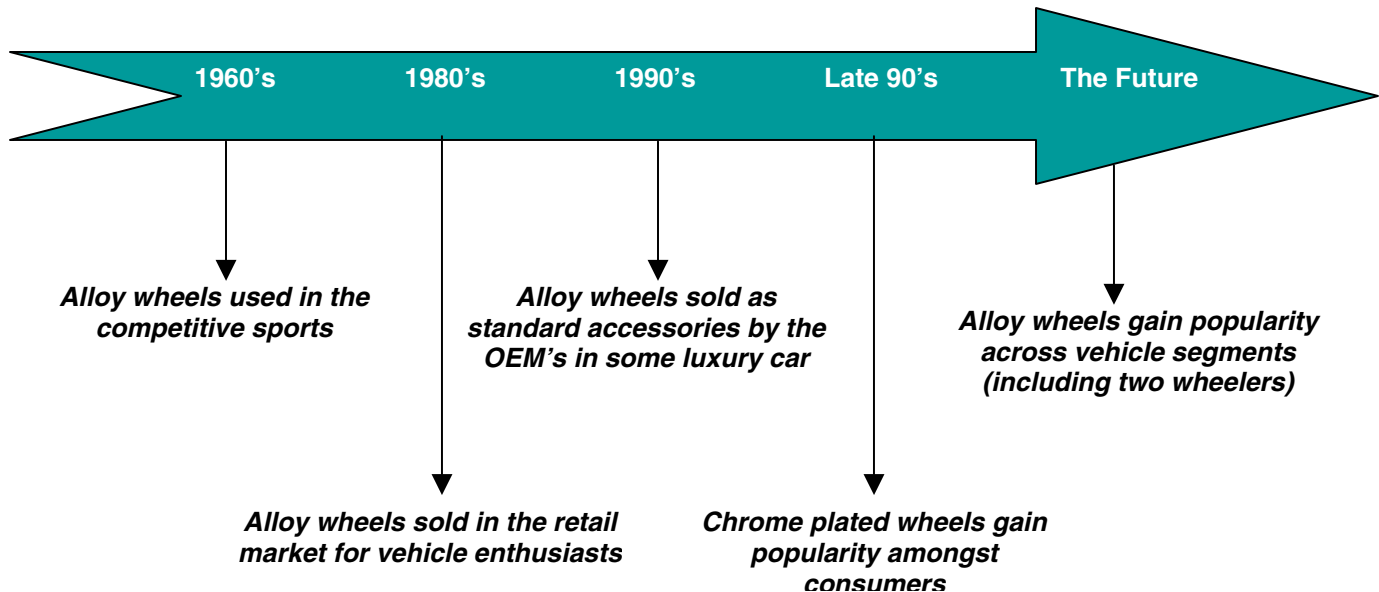 1960's
1980's
1990's
Late 90's
The Future
Alloy wheels used in the
competitive sports
Alloy wheels sold as
standard accessories by the
OEM's in some luxury car
Alloy wheels gain popularity
across vehicle segments
(including two wheelers)
Alloy wheels sold in the retail
market for vehicle enthusiasts
Chrome plated wheels gain
popularity amongst
consumers